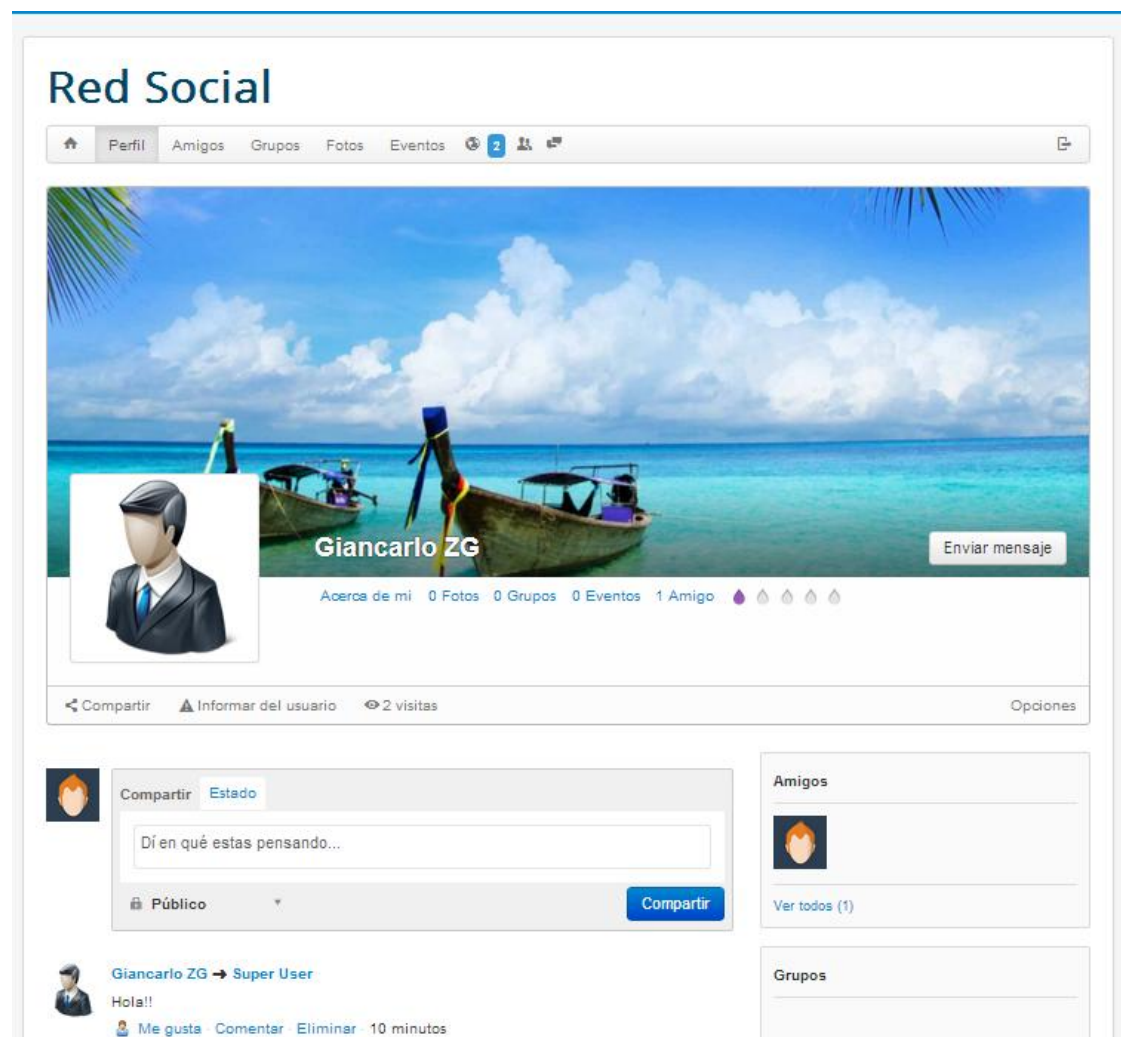 Red Social
Perfil Amigos Grupos Fotos Eventos 2
Giancarlo ZG
Enviar mensaje
Acerca de mi 0 Fotos 0 Grupos 0 Eventos 1 Amigo
Compartir Informar del usuario 2 visitas Opciones
Compartir Estado
Dí en qué estas pensando...
Público Compartir
Amigos
Ver todos (1)
Grupos
Giancarlo ZG → Super User
Hola!!
Me gusta · Comentar · Eliminar · 10 minutos